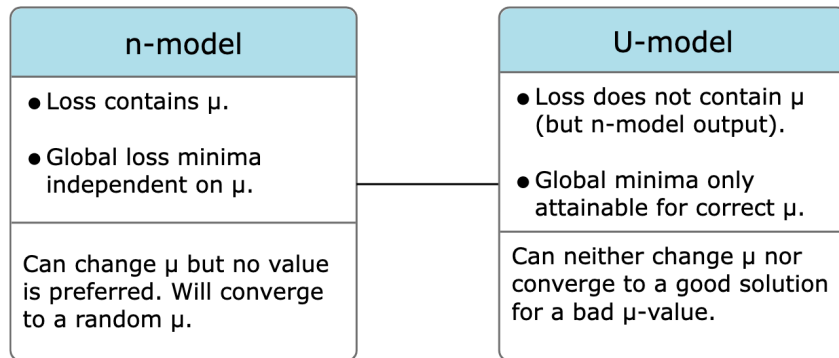 n-model
● Loss contains μ.
● Global loss minima
independent on μ.
Can change μ but no value
is preferred. Will converge
to a random μ.
U-model
● Loss does not contain μ
(but n-model output).
● Global minima only
attainable for correct μ.
Can neither change μ nor
converge to a good solution
for a bad μ-value.